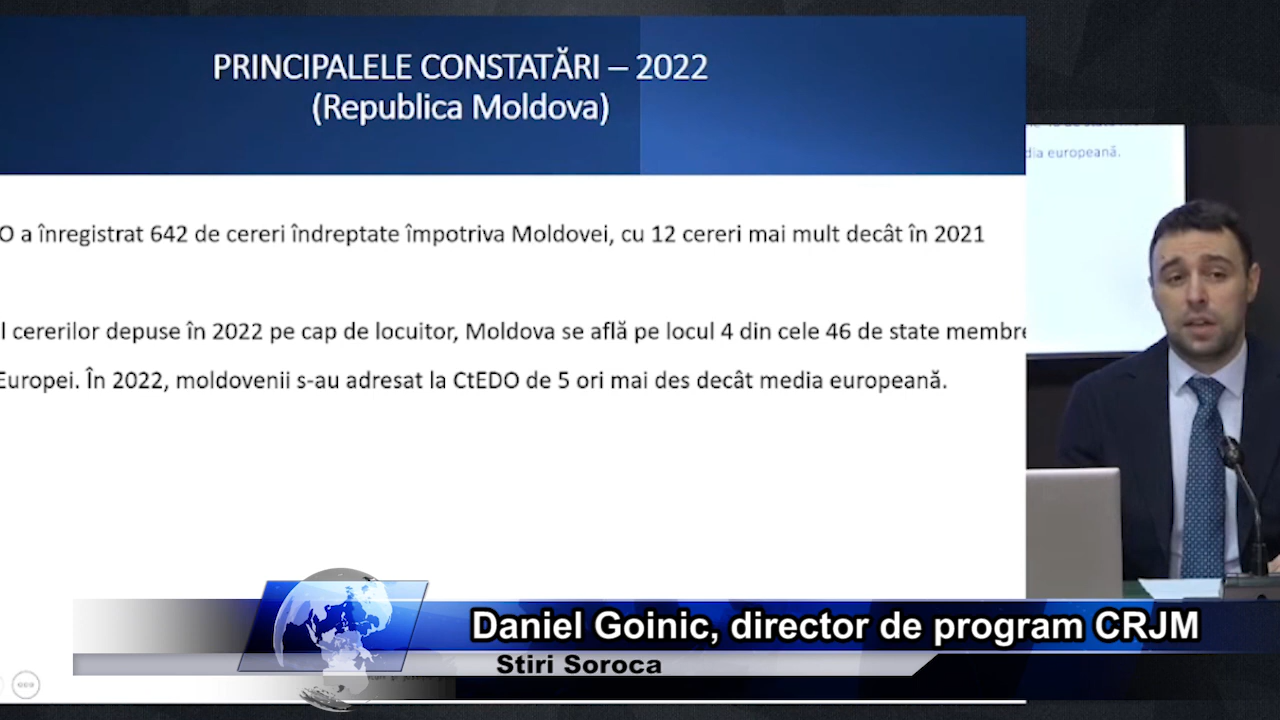 PRINCIPALELE CONSTATĂRI – 2022
(Republica Moldova)
O a înregistrat 642 de cereri îndreptate împotriva Moldovei, cu 12 cereri mai mult decât în 2021
l cererilor depuse în 2022 pe cap de locuitor, Moldova se află pe locul 4 din cele 46 de state membre
Europei. În 2022, moldovenii s-au adresat la CtEDO de 5 ori mai des decât media europeană.
dia europeană.
Daniel Goinic, director de program CRJM
Stiri Soroca